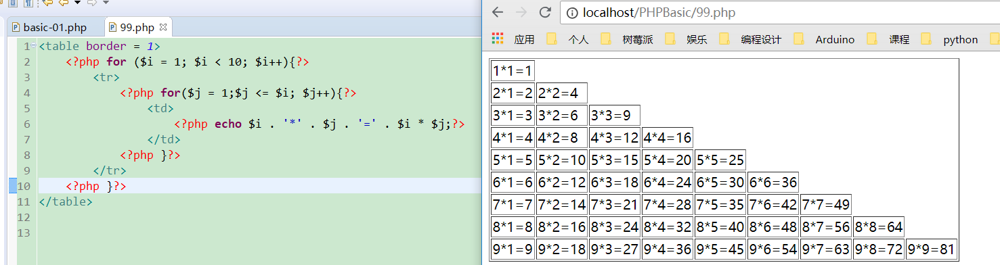 basic-01.php 99.php
1 <table border = 1>
2 <?php for ($i = 1; $i < 10; $i++){?>
3 <tr>
4 <?php for($j = 1;$j <= $i; $j++){?>
5 <td>
6 <?php echo $i . '*' . $j . '=' . $i * $j;?>
7 </td>
8 <?php }?>
9 </tr>
10 <?php }?>
11 </table>
12
13
localhost/PHPBasic/99.php
应用 个人 树莓派 娱乐 编程设计 Arduino 课程 python
1*1=1
2*1=2 2*2=4
3*1=3 3*2=6 3*3=9
4*1=4 4*2=8 4*3=12 4*4=16
5*1=5 5*2=10 5*3=15 5*4=20 5*5=25
6*1=6 6*2=12 6*3=18 6*4=24 6*5=30 6*6=36
7*1=7 7*2=14 7*3=21 7*4=28 7*5=35 7*6=42 7*7=49
8*1=8 8*2=16 8*3=24 8*4=32 8*5=40 8*6=48 8*7=56 8*8=64
9*1=9 9*2=18 9*3=27 9*4=36 9*5=45 9*6=54 9*7=63 9*8=72 9*9=81